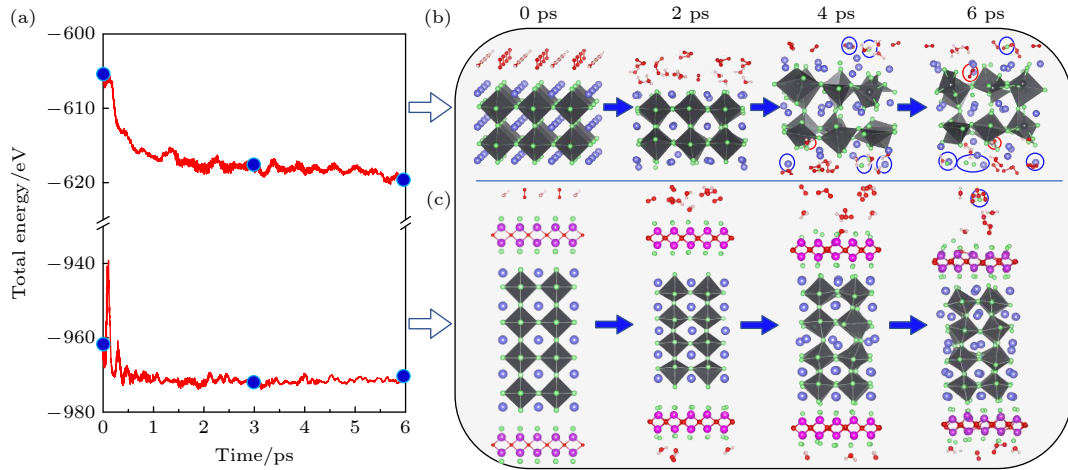 (a)
−600
−610
−620
−940
−960
−980
0
1
2
3
4
5
6
Total energy/eV
Time/ps
(b)
0 ps
2 ps
4 ps
6 ps
(c)